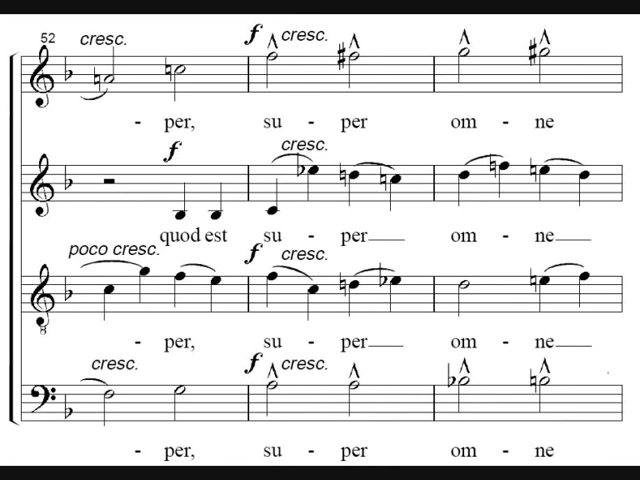 52 cresc. f cresc.
- per, su - per om - ne
f cresc.
quod est su - per om - ne
poco cresc. f cresc.
- per, su - per om - ne
cresc. f cresc.
- per, su - per om - ne